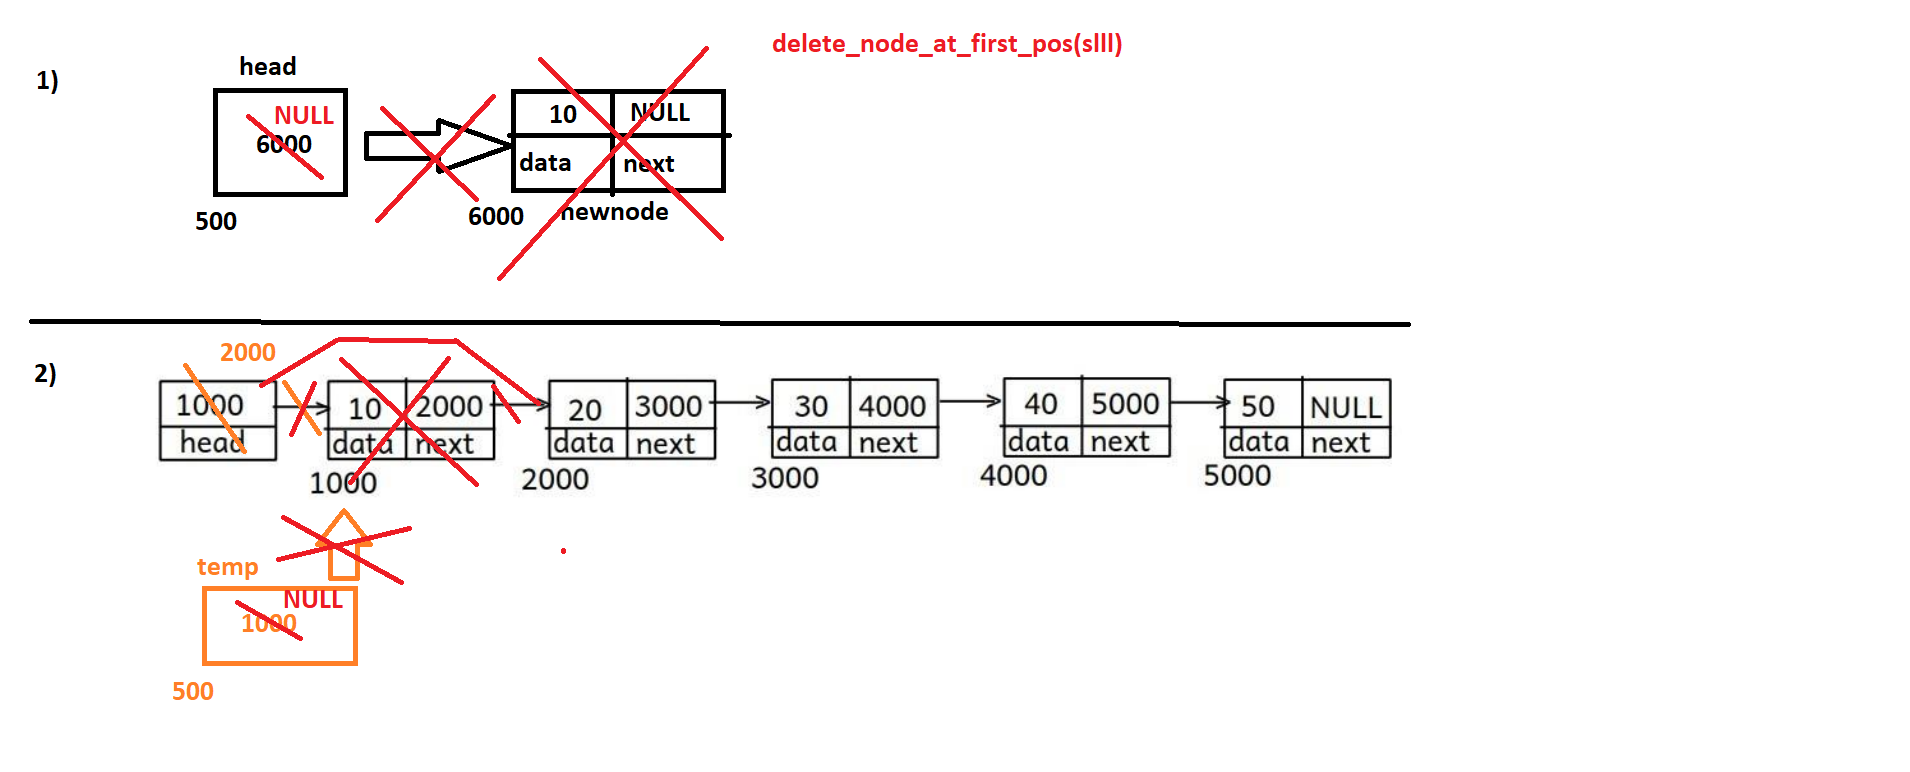 delete_node_at_first_pos(slll)
1)
head
NULL
6000
500
10 NULL
data next
6000
newnode
2)
2000
1000
head
10 2000
data next
1000
20 3000
data next
2000
30 4000
data next
3000
40 5000
data next
4000
50 NULL
data next
5000
temp
NULL
1000
500